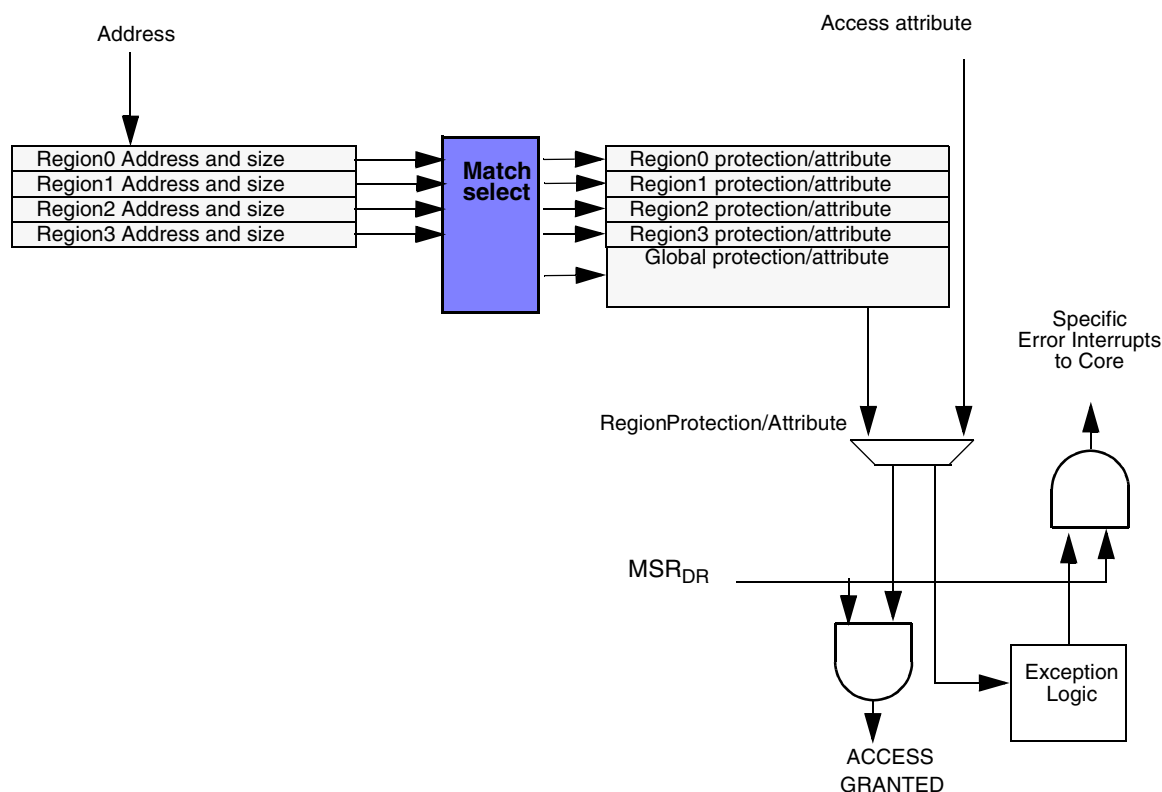 Access attribute
Address
Region0 Address and size
Region1 Address and size
Region2 Address and size
Region3 Address and size
Match
select
Region0 protection/attribute
Region1 protection/attribute
Region2 protection/attribute
Region3 protection/attribute
Global protection/attribute
Specific
Error Interrupts
to Core
RegionProtection/Attribute
MSRDR
Exception
Logic
ACCESS
GRANTED